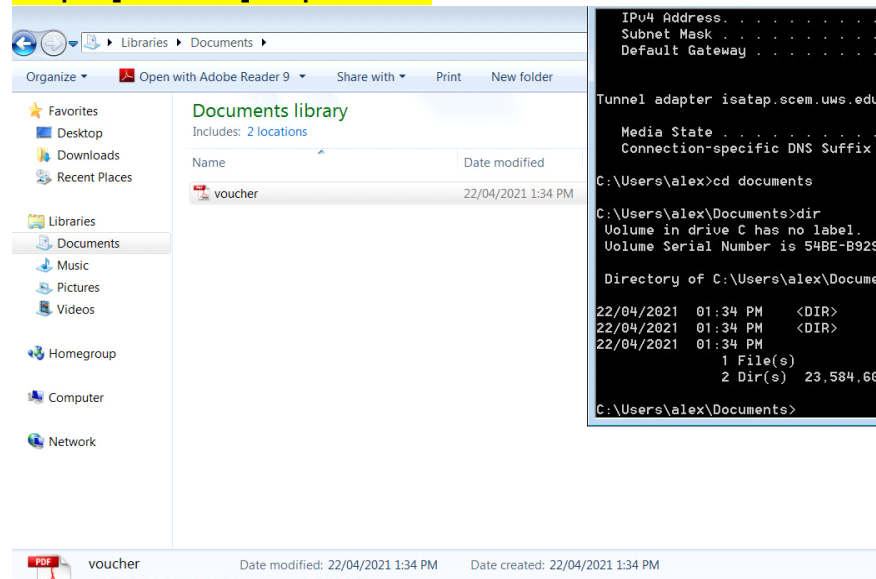 Libraries Documents
Organize Open with Adobe Reader 9 Share with Print New folder
Favorites
Desktop
Downloads
Recent Places
Libraries
Documents
Music
Pictures
Videos
Homegroup
Computer
Network
Documents library
Includes: 2 locations
Name Date modified
voucher 22/04/2021 1:34 PM
PDF voucher Date modified: 22/04/2021 1:34 PM Date created: 22/04/2021 1:34 PM
IPv4 Address. . . . . . . . . .
Subnet Mask . . . . . . . . . .
Default Gateway . . . . . . . .
Tunnel adapter isatap.scem.uws.edu
Media State . . . . . . . . . .
Connection-specific DNS Suffix
C:\Users\alex>cd documents
C:\Users\alex\Documents>dir
Volume in drive C has no label.
Volume Serial Number is 54BE-B929
Directory of C:\Users\alex\Docume
22/04/2021 01:34 PM <DIR>
22/04/2021 01:34 PM <DIR>
22/04/2021 01:34 PM
1 File(s)
2 Dir(s) 23,584,60
C:\Users\alex\Documents>